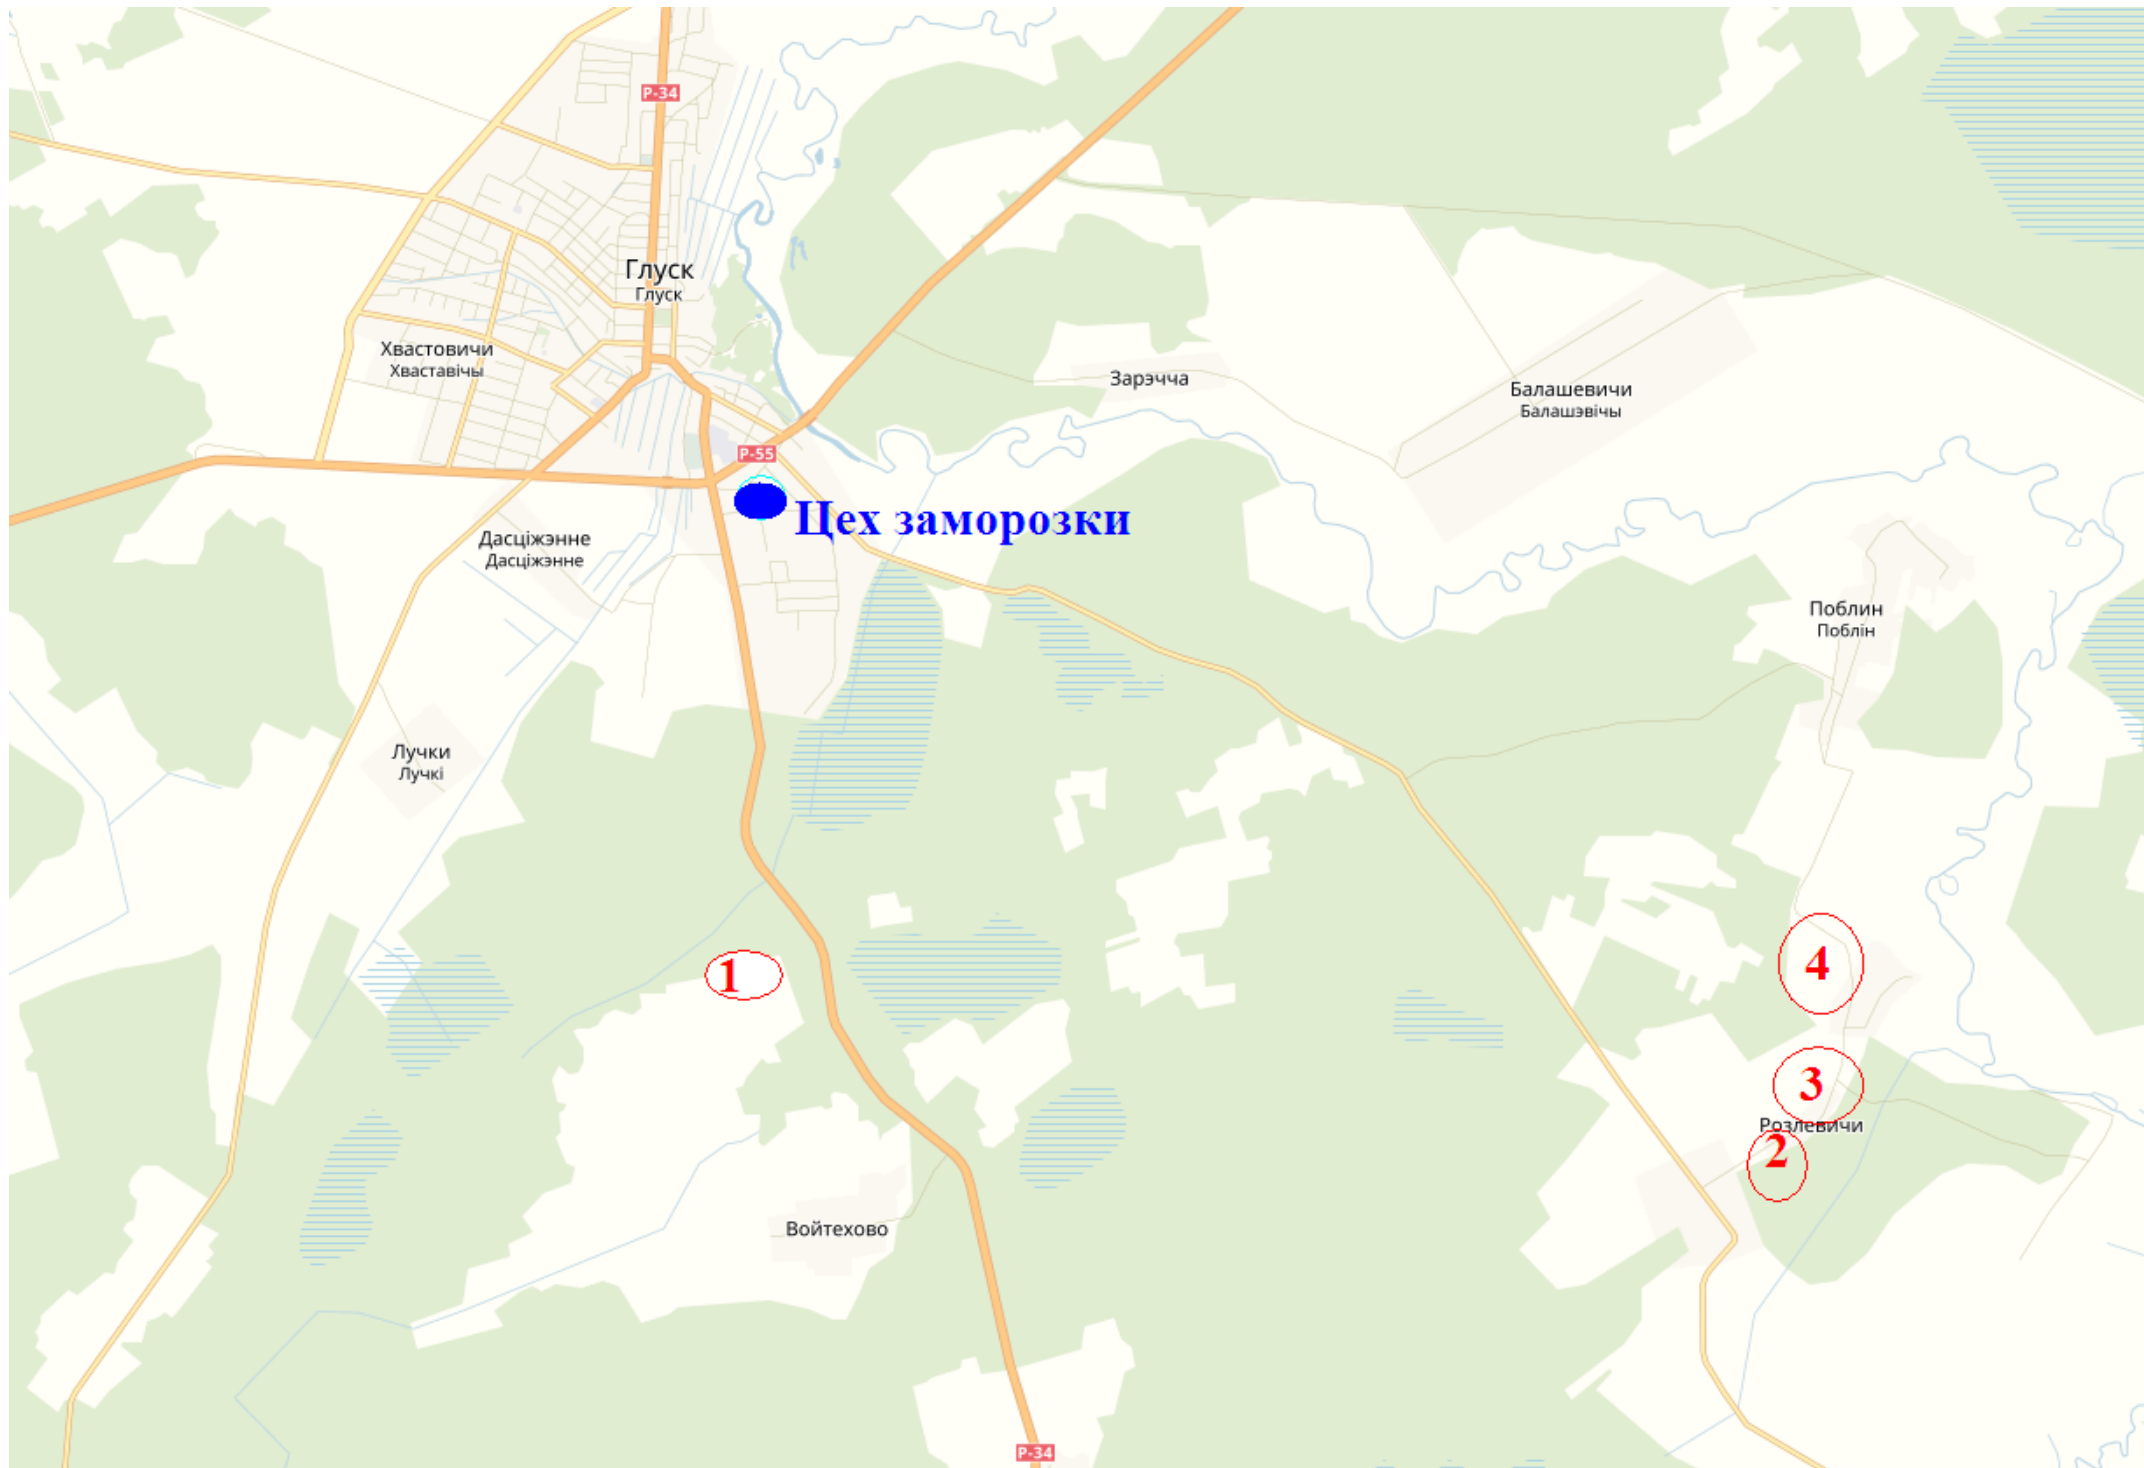 Р-34
Глуск
Глуск
Хвастовичи
Хваставічы
Зарэчча
Балашевичи
Балашэвічы
Р-55
Цех заморозки
Дасціжэнне
Дасціжэнне
Поблин
Поблін
Лучки
Лучкі
1
4
3
Розлевичи
2
Войтехово
Р-34